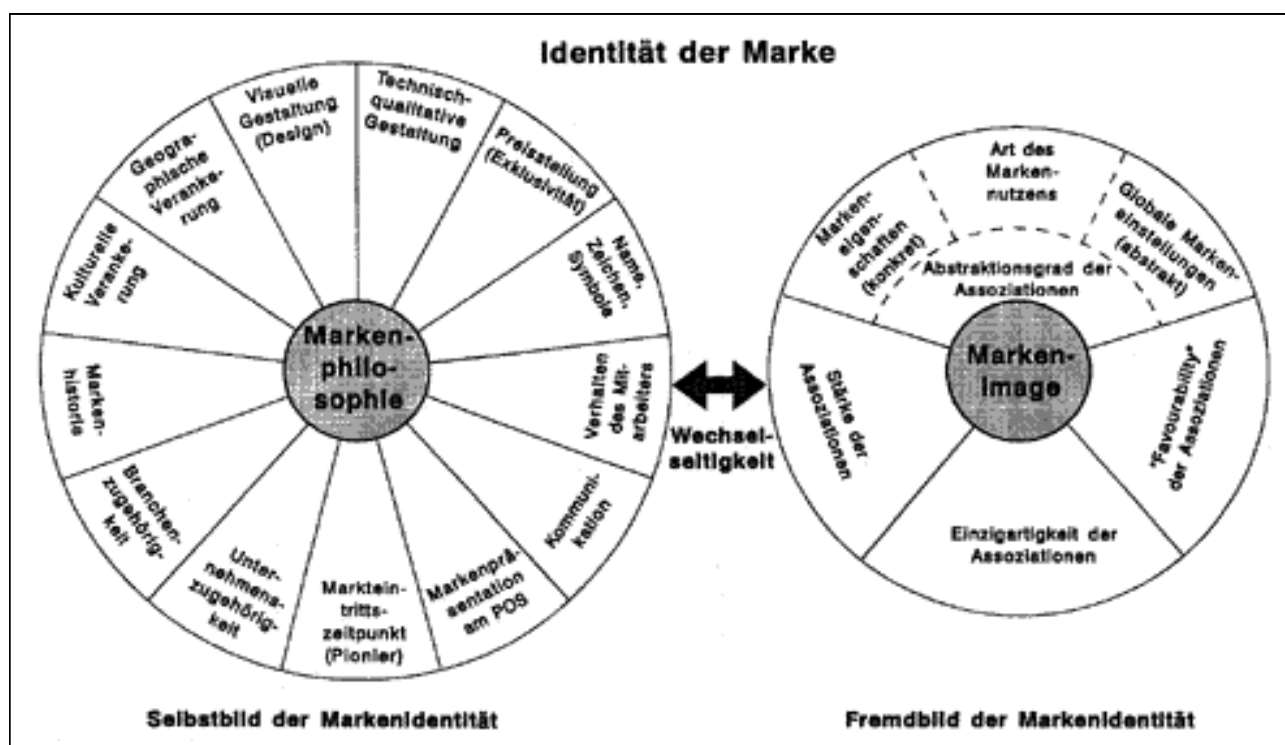 Identität der Marke
Visuelle
Gestaltung
(Design)
Technisch-
qualitative
Gestaltung
Preisstellung
(Exklusivität)
Name,
Zeichen,
Symbole
Verhalten
des Mit-
arbeiters
Kommuni-
kation
Markenprä-
sentation
am POS
Markteín-
tritts-
zeitpunkt
(Pionier)
Unter-
nehmens-
zugehörig-
keit
Branchen-
zugehörig-
keit
Marken-
historie
Kulturelle
Veranke-
rung
Geogra-
phische
Veranke-
rung
Marken-
philo-
sophie
Wechsel-
seitigkeit
Art des
Marken-
nutzens
Marken-
eigen-
schaften
(konkret)
Globale Marken-
einstellungen
(abstrakt)
Abstraktionsgrad der
Assoziationen
Marken-
Image
Stärke der
Assoziationen
"Favourability"
der Assoziationen
Einzigartigkeit der
Assoziationen
Selbstbild der Markenidentität
Fremdbild der Markenidentität